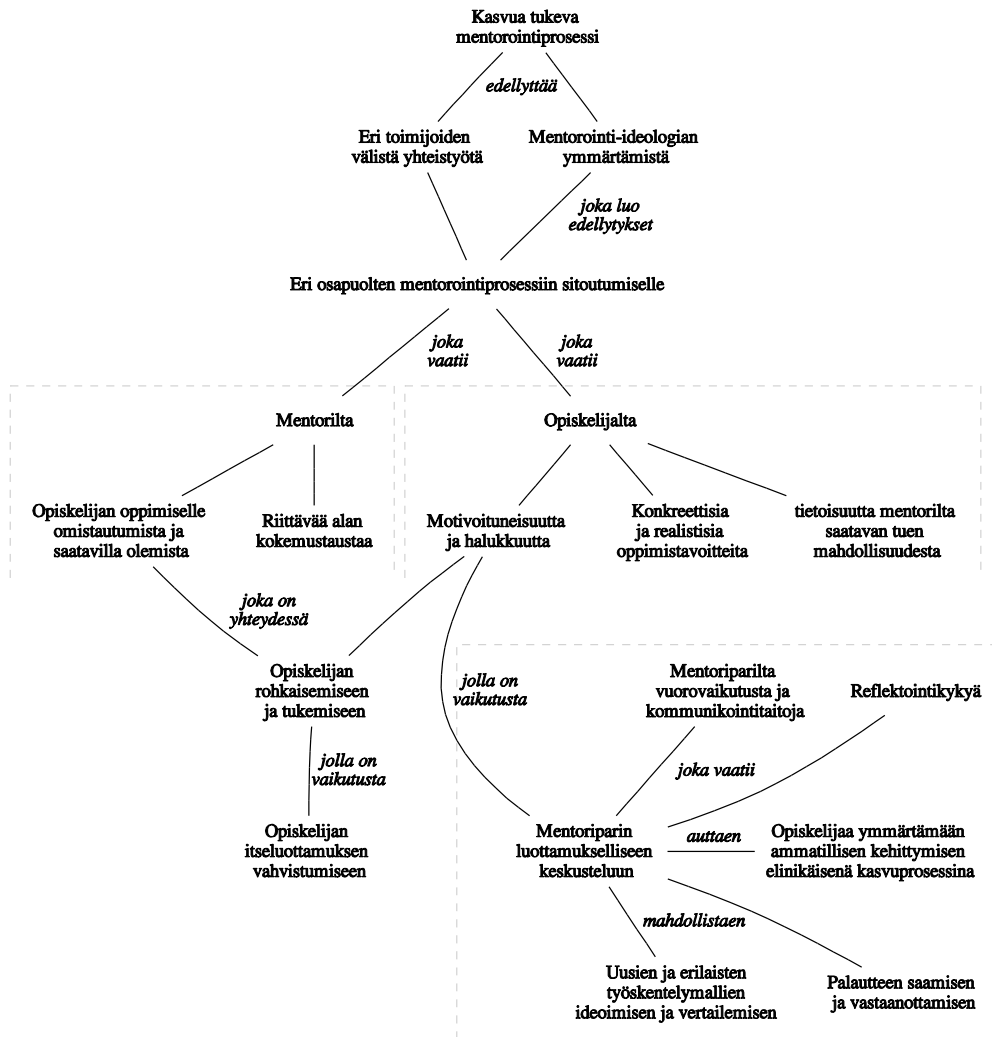 Kasvua tukeva
mentorointiprosessi
edellyttää
Eri toimijoiden
välistä yhteistyötä
Mentorointi-ideologian
ymmärtämistä
joka luo
edellytykset
Eri osapuolten mentorointiprosessiin sitoutumiselle
joka
vaatii
joka
vaatii
Mentorilta
Opiskelijalta
Opiskelijan oppimiselle
omistautumista ja
saatavilla olemista
Riittävää alan
kokemustaustaa
Motivoituneisuutta
ja halukkuutta
Konkreettisia
ja realistisia
oppimistavoitteita
tietoisuutta mentorilta
saatavan tuen
mahdollisuudesta
joka on
yhteydessä
Opiskelijan
rohkaisemiseen
ja tukemiseen
jolla on
vaikutusta
Mentoriparilta
vuorovaikutusta ja
kommunikointitaitoja
Reflektointikykyä
jolla on
vaikutusta
joka vaatii
Opiskelijan
itseluottamuksen
vahvistumiseen
Mentoriparin
luottamukselliseen
keskusteluun
auttaen
Opiskelijaa ymmärtämään
ammatillisen kehittymisen
elinikäisenä kasvuprosessina
mahdollistaen
Uusien ja erilaisten
työskentelymallien
ideoimisen ja vertailemisen
Palautteen saamisen
ja vastaanottamisen